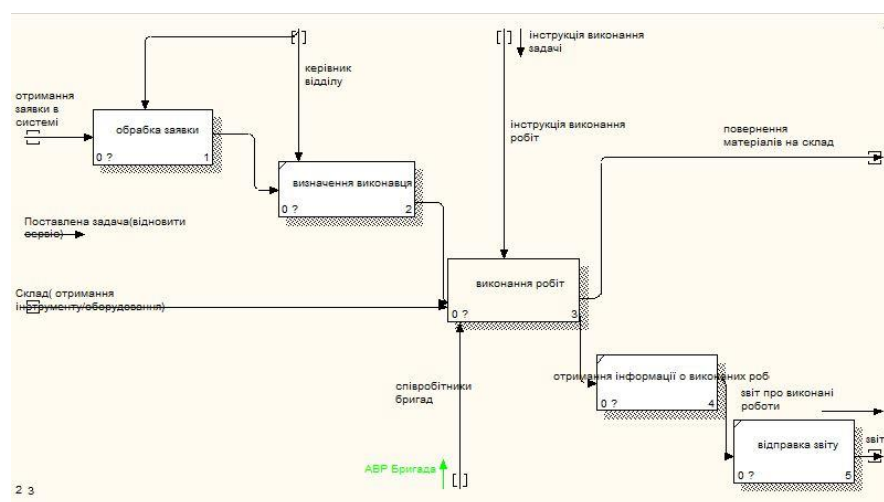 інструкція виконання
задачі
керівник
відділу
отримання
заявки в
системі
обрабка заявки
0 ?
1
інструкція виконання
робіт
повернення
матеріалів на склад
визначення виконавця
0 ?
2
Поставлена задача(відновити
сервіс)
Склад( отримання
інструменту/оборудования)
виконання робіт
0 ?
3
співробітники
бригад
отримання інформації о виконаних роб
0 ?
4
звіт про виконані
роботи
відправка звіту
0 ?
5
звіт
АВР Бригада
2 3